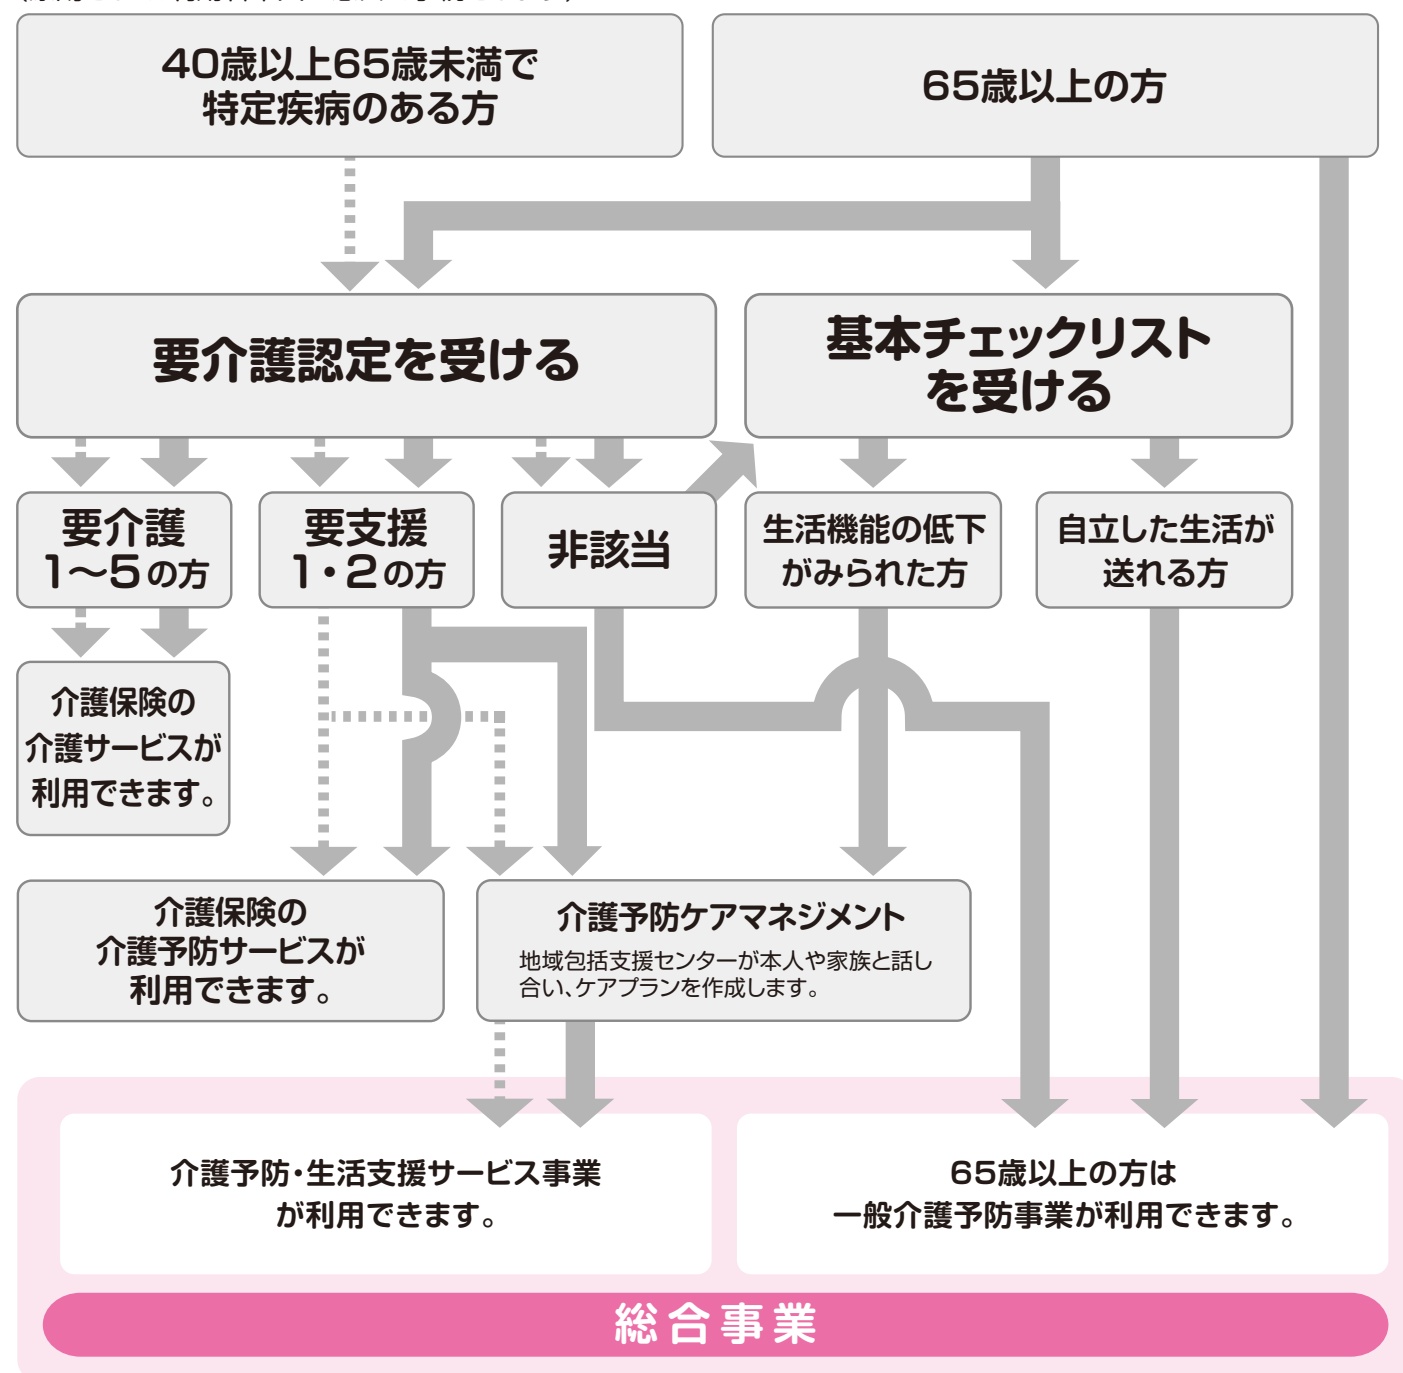 40歳以上65歳未満で
特定疾病のある方
65歳以上の方
要介護認定を受ける
基本チェックリスト
を受ける
要介護
1〜5の方
要支援
1・2の方
非該当
生活機能の低下
がみられた方
自立した生活が
送れる方
介護保険の
介護サービスが
利用できます。
介護保険の
介護予防サービスが
利用できます。
介護予防ケアマネジメント
地域包括支援センターが本人や家族と話し
合い、ケアプランを作成します。
介護予防・生活支援サービス事業
が利用できます。
65歳以上の方は
一般介護予防事業が利用できます。
総合事業